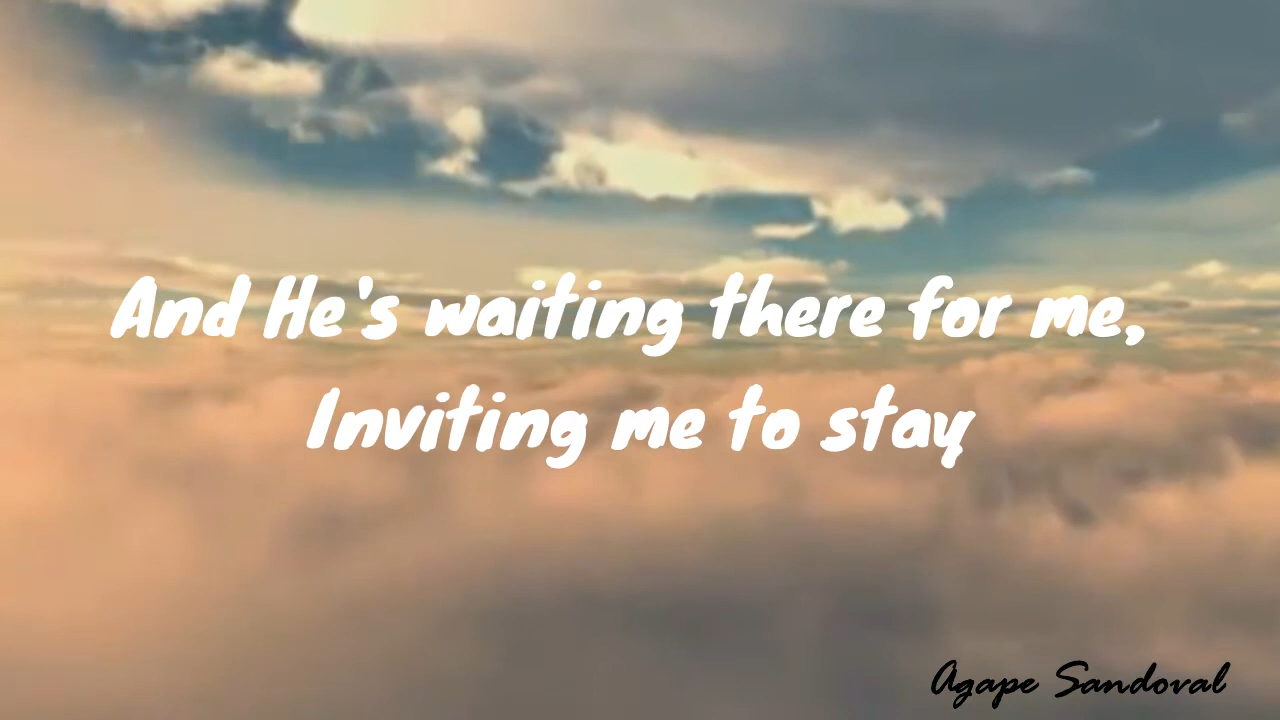 And He's waiting there for me,
Inviting me to stay
Agape Sandoval